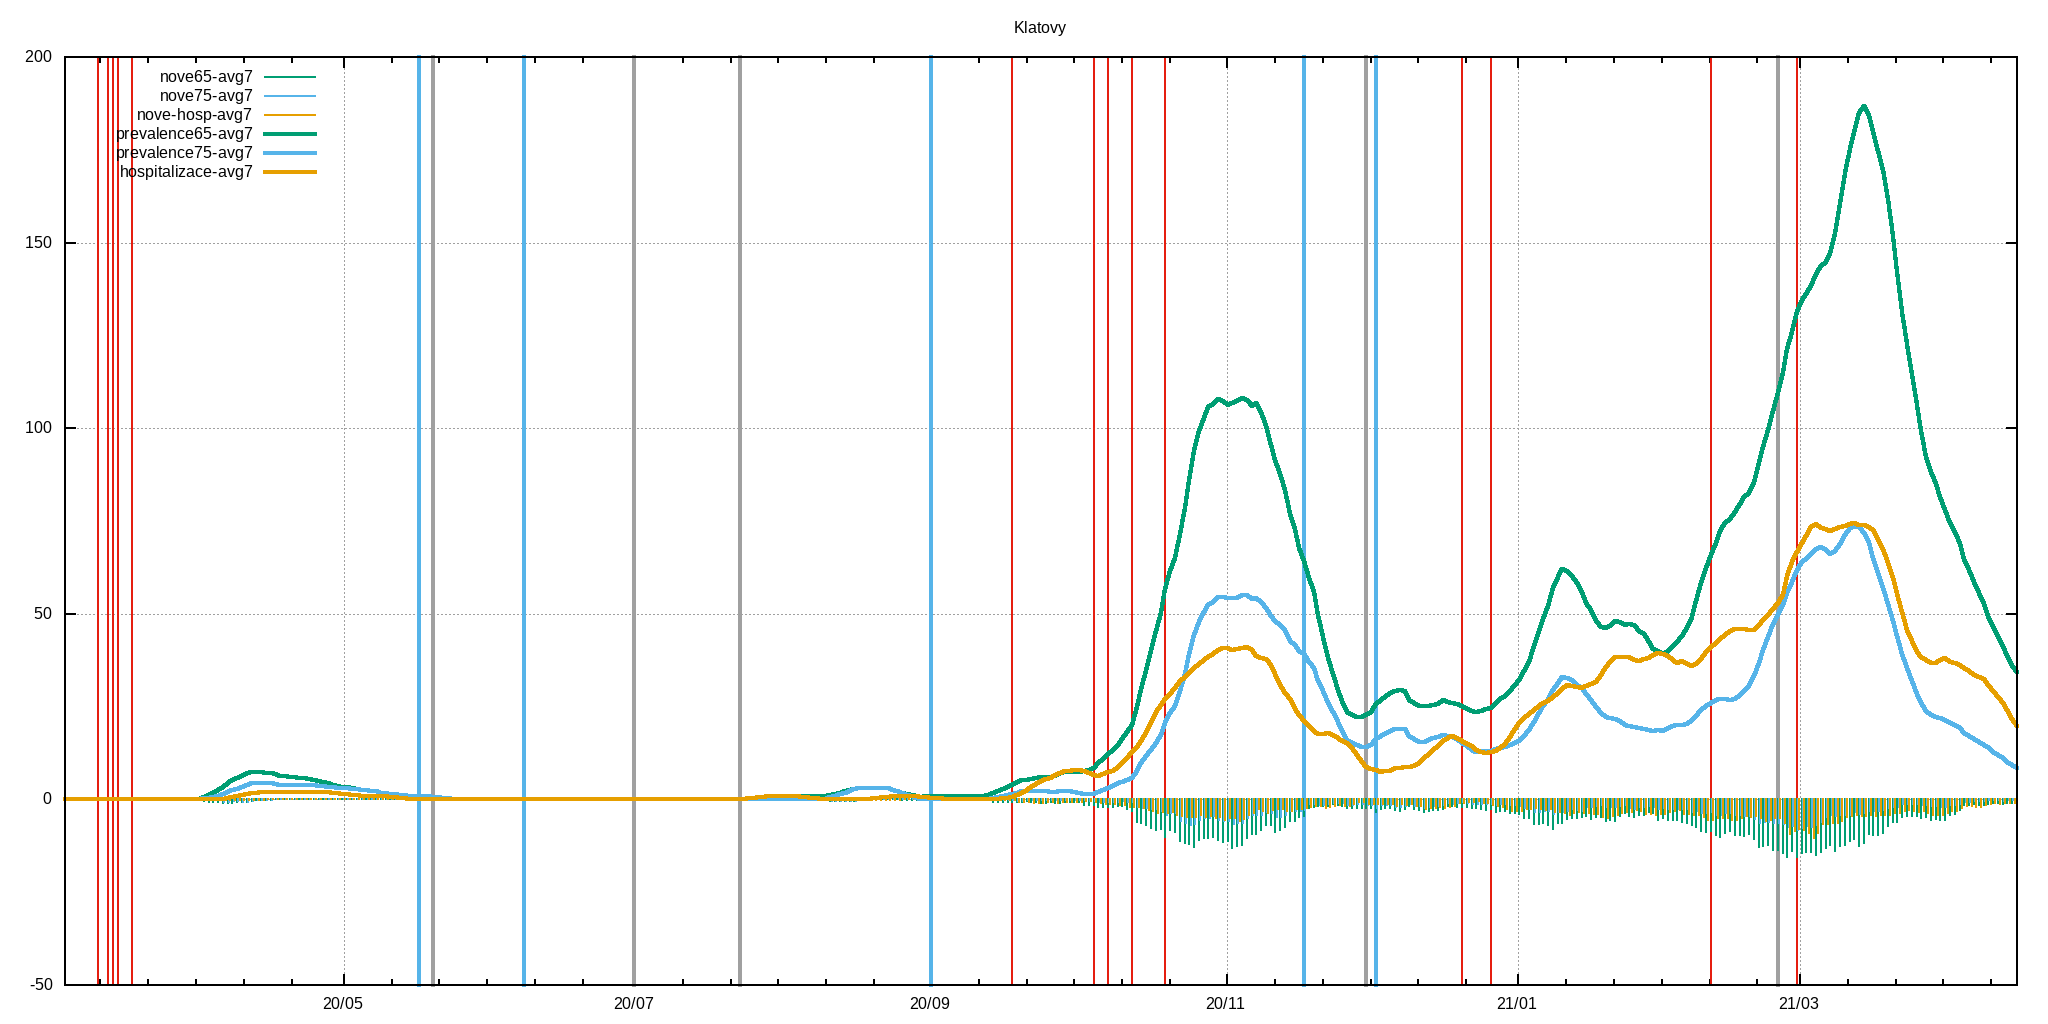 Klatovy
200
nove65-avg7
nove75-avg7
nove-hosp-avg7
prevalence65-avg7
prevalence75-avg7
hospitalizace-avg7
150
100
50
0
-50
20/05 20/07 20/09 20/11 21/01 21/03